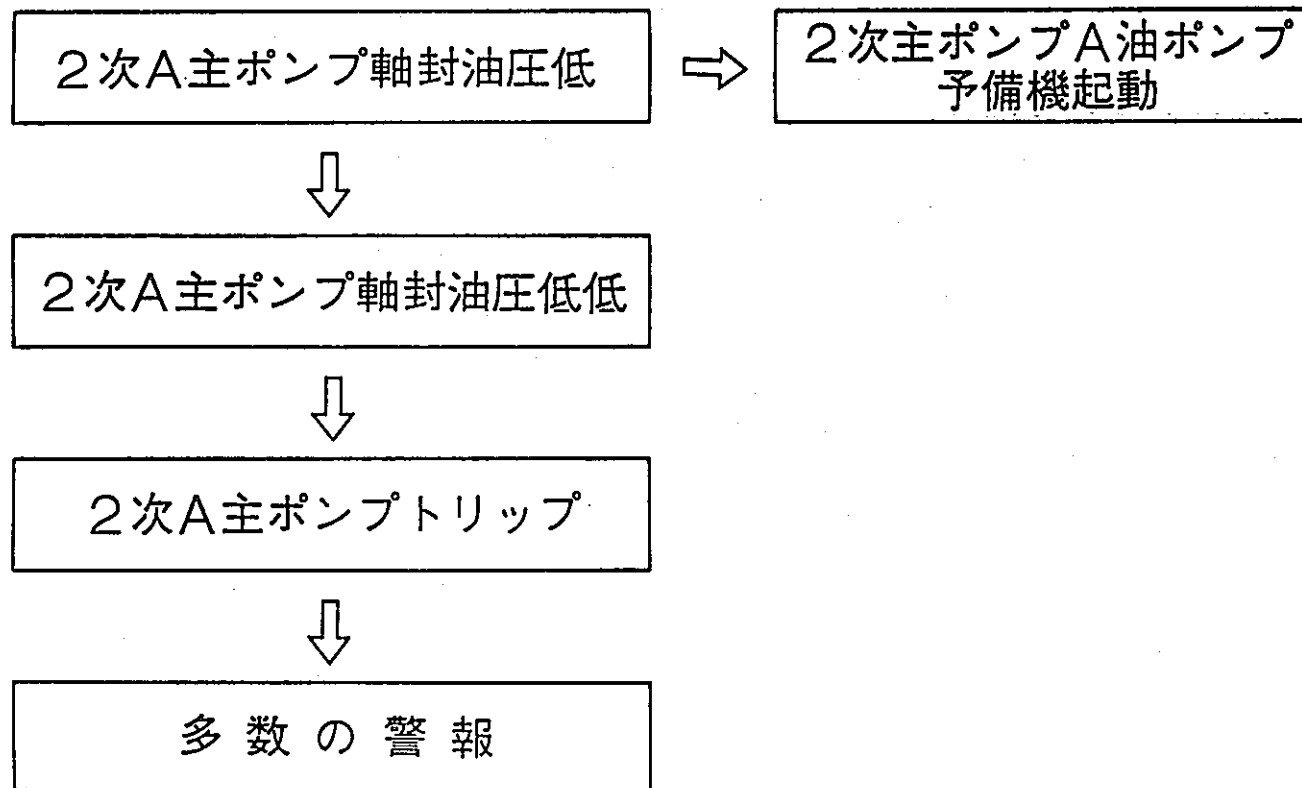 2次A主ポンプ軸封油圧低
2次主ポンプA油ポンプ
予備機起動
2次A主ポンプ軸封油圧低低
2次A主ポンプトリップ
多数の警報